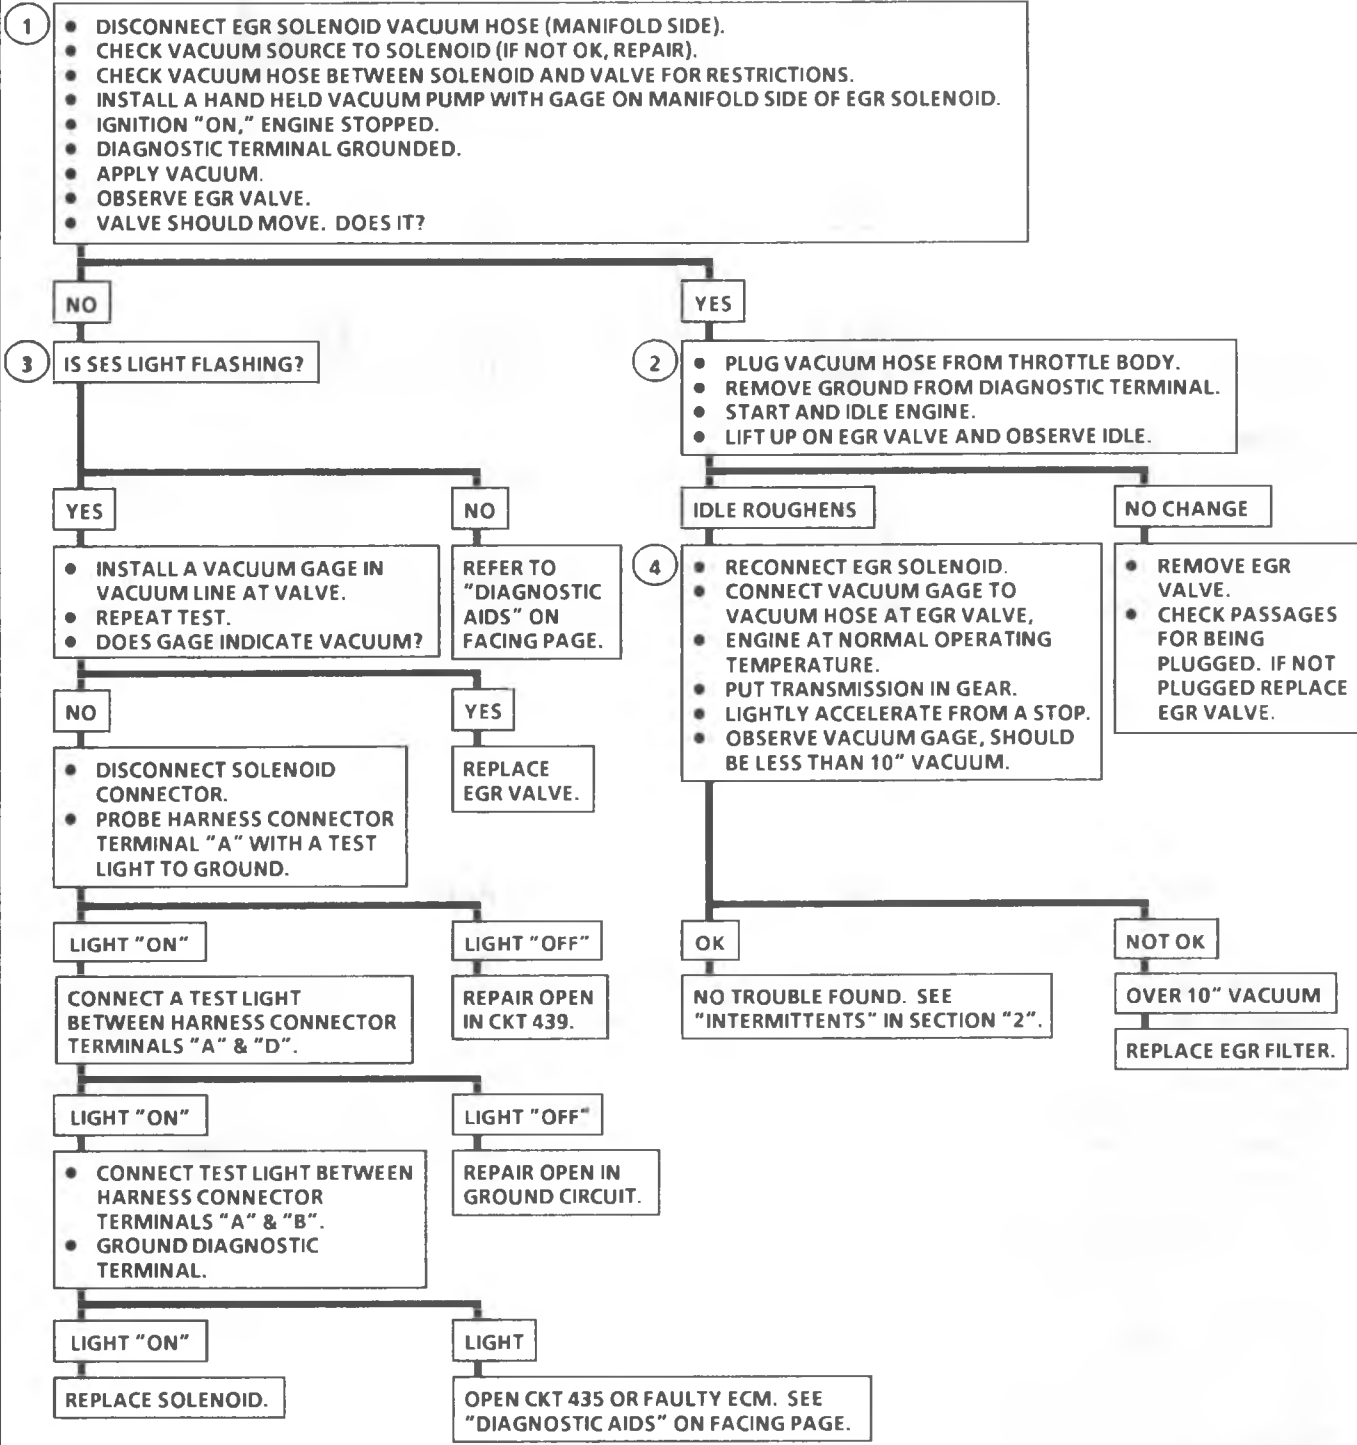 1
● DISCONNECT EGR SOLENOID VACUUM HOSE (MANIFOLD SIDE).
● CHECK VACUUM SOURCE TO SOLENOID (IF NOT OK, REPAIR).
● CHECK VACUUM HOSE BETWEEN SOLENOID AND VALVE FOR RESTRICTIONS.
● INSTALL A HAND HELD VACUUM PUMP WITH GAGE ON MANIFOLD SIDE OF EGR SOLENOID.
● IGNITION "ON," ENGINE STOPPED.
● DIAGNOSTIC TERMINAL GROUNDED.
● APPLY VACUUM.
● OBSERVE EGR VALVE.
● VALVE SHOULD MOVE. DOES IT?
NO
YES
3
IS SES LIGHT FLASHING?
2
● PLUG VACUUM HOSE FROM THROTTLE BODY.
● REMOVE GROUND FROM DIAGNOSTIC TERMINAL.
● START AND IDLE ENGINE.
● LIFT UP ON EGR VALVE AND OBSERVE IDLE.
YES
NO
IDLE ROUGHENS
NO CHANGE
● INSTALL A VACUUM GAGE IN
VACUUM LINE AT VALVE.
● REPEAT TEST.
● DOES GAGE INDICATE VACUUM?
REFER TO
"DIAGNOSTIC
AIDS" ON
FACING PAGE.
4
● RECONNECT EGR SOLENOID.
● CONNECT VACUUM GAGE TO
VACUUM HOSE AT EGR VALVE,
● ENGINE AT NORMAL OPERATING
TEMPERATURE.
● PUT TRANSMISSION IN GEAR.
● LIGHTLY ACCELERATE FROM A STOP.
● OBSERVE VACUUM GAGE, SHOULD
BE LESS THAN 10" VACUUM.
● REMOVE EGR
VALVE.
● CHECK PASSAGES
FOR BEING
PLUGGED. IF NOT
PLUGGED REPLACE
EGR VALVE.
NO
YES
● DISCONNECT SOLENOID
CONNECTOR.
● PROBE HARNESS CONNECTOR
TERMINAL "A" WITH A TEST
LIGHT TO GROUND.
REPLACE
EGR VALVE.
LIGHT "ON"
LIGHT "OFF"
OK
NOT OK
CONNECT A TEST LIGHT
BETWEEN HARNESS CONNECTOR
TERMINALS "A" & "D".
REPAIR OPEN
IN CKT 439.
NO TROUBLE FOUND. SEE
"INTERMITTENTS" IN SECTION "2".
OVER 10" VACUUM
REPLACE EGR FILTER.
LIGHT "ON"
LIGHT "OFF"
● CONNECT TEST LIGHT BETWEEN
HARNESS CONNECTOR
TERMINALS "A" & "B".
● GROUND DIAGNOSTIC
TERMINAL.
REPAIR OPEN IN
GROUND CIRCUIT.
LIGHT "ON"
LIGHT
REPLACE SOLENOID.
OPEN CKT 435 OR FAULTY ECM. SEE
"DIAGNOSTIC AIDS" ON FACING PAGE.